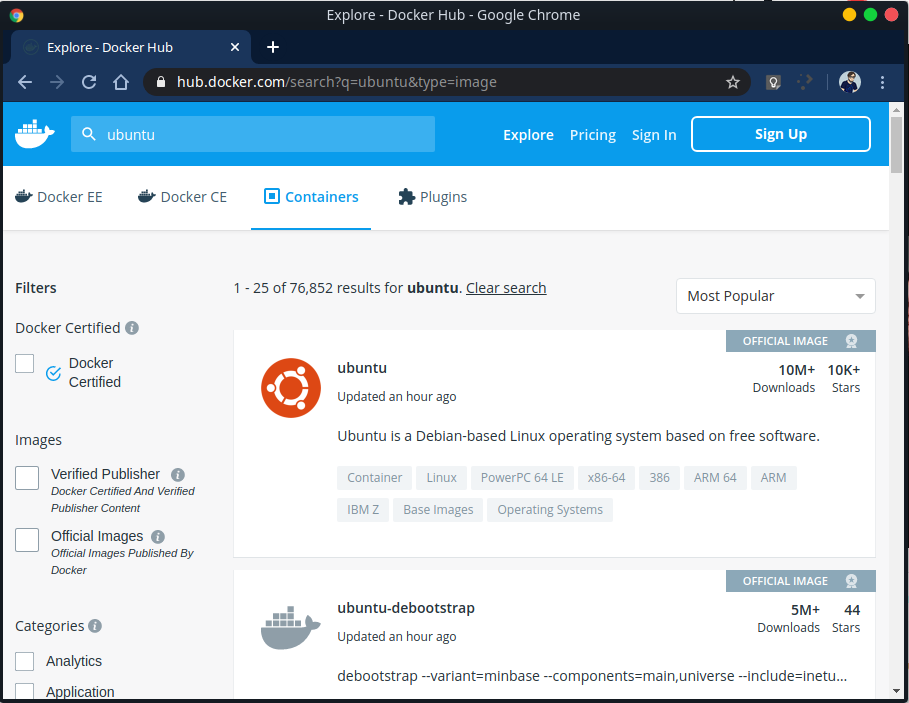 Explore - Docker Hub - Google Chrome
Explore - Docker Hub
hub.docker.com/search?q=ubuntu&type=image
ubuntu
Explore Pricing Sign In Sign Up
Docker EE Docker CE Containers Plugins
Filters
1 - 25 of 76,852 results for ubuntu. Clear search
Most Popular
Docker Certified
Docker
Certified
Images
Verified Publisher
Docker Certified And Verified
Publisher Content
Official Images
Official Images Published By
Docker
Categories
Analytics
Application
OFFICIAL IMAGE
ubuntu
10M+ 10K+
Downloads Stars
Updated an hour ago
Ubuntu is a Debian-based Linux operating system based on free software.
Container Linux PowerPC 64 LE x86-64 386 ARM 64 ARM
IBM Z Base Images Operating Systems
OFFICIAL IMAGE
ubuntu-debootstrap
5M+ 44
Downloads Stars
Updated an hour ago
debootstrap --variant=minbase --components=main,universe --include=inetu...